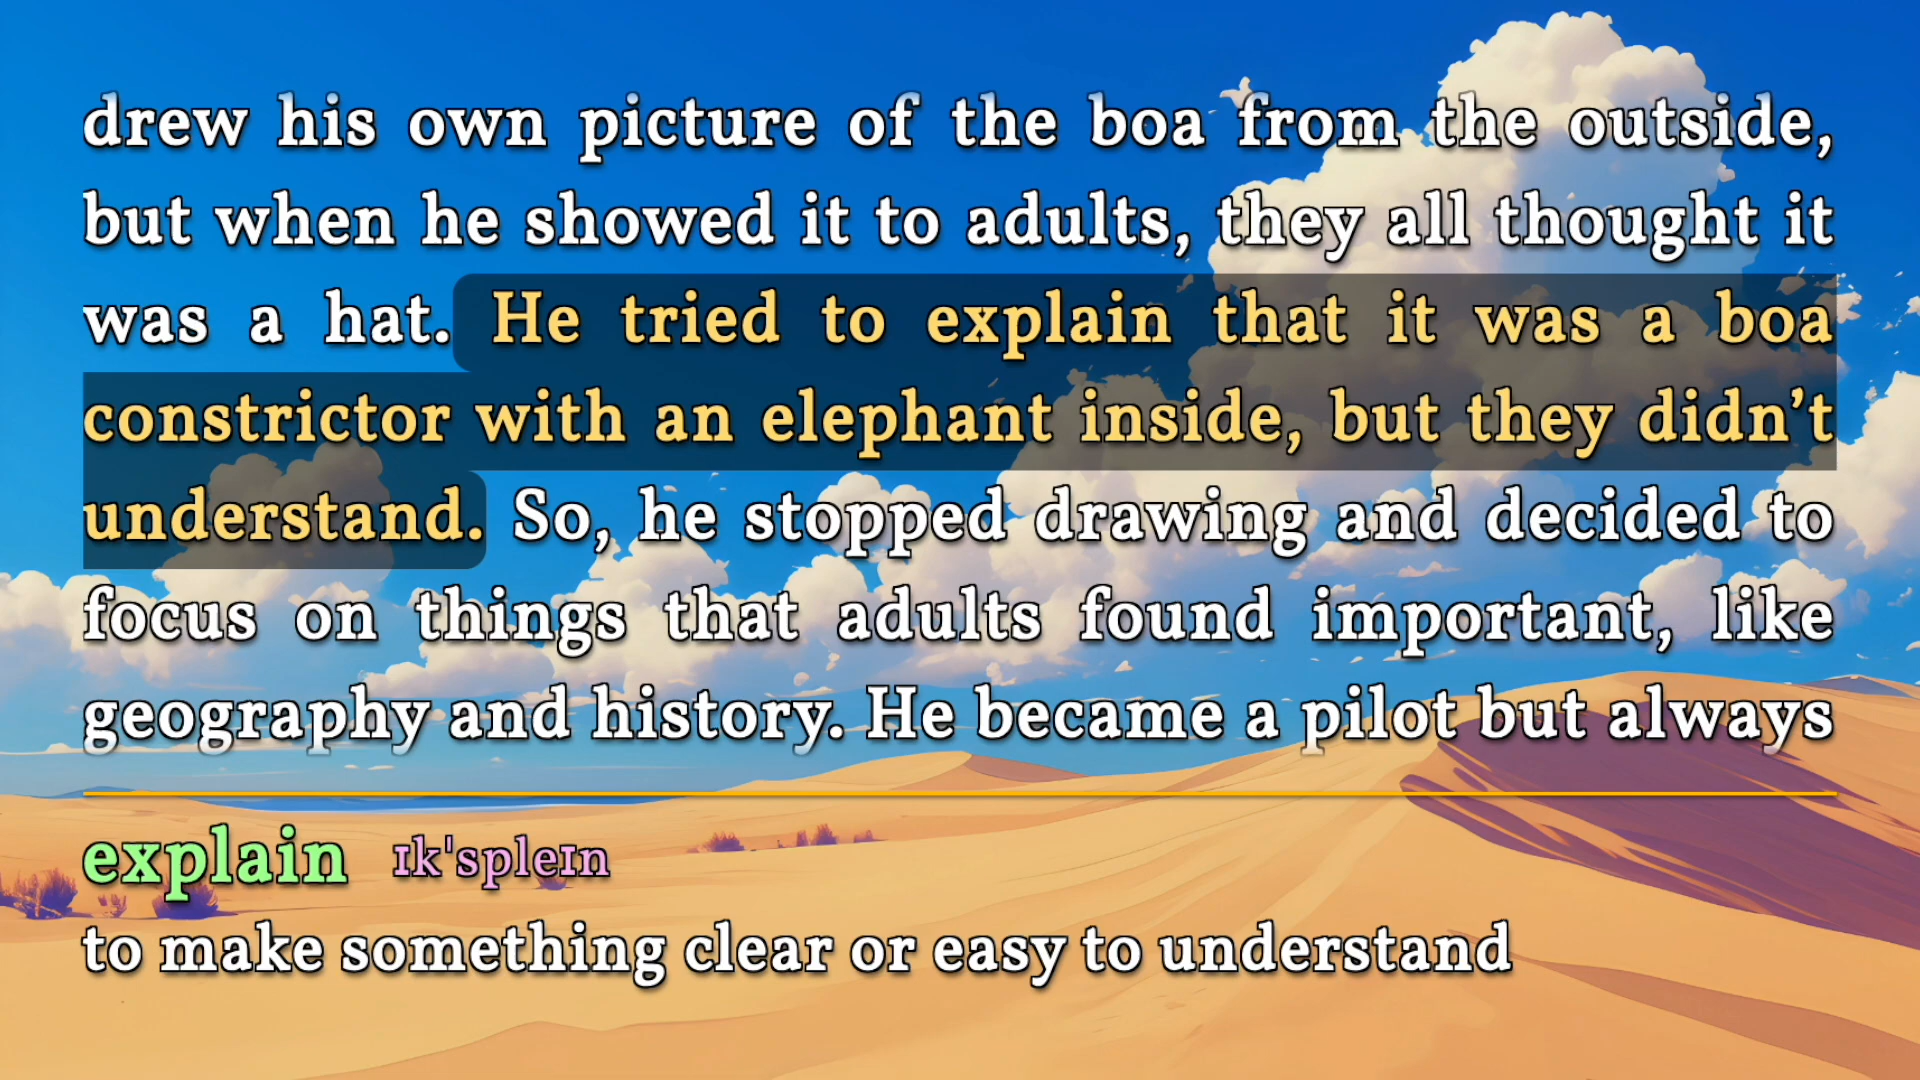 drew his own picture of the boa from the outside,
but when he showed it to adults, they all thought it
was a hat. He tried to explain that it was a boa
constrictor with an elephant inside, but they didn’t
understand. So, he stopped drawing and decided to
focus on things that adults found important, like
geography and history. He became a pilot but always
explain ɪk'spleɪn
to make something clear or easy to understand